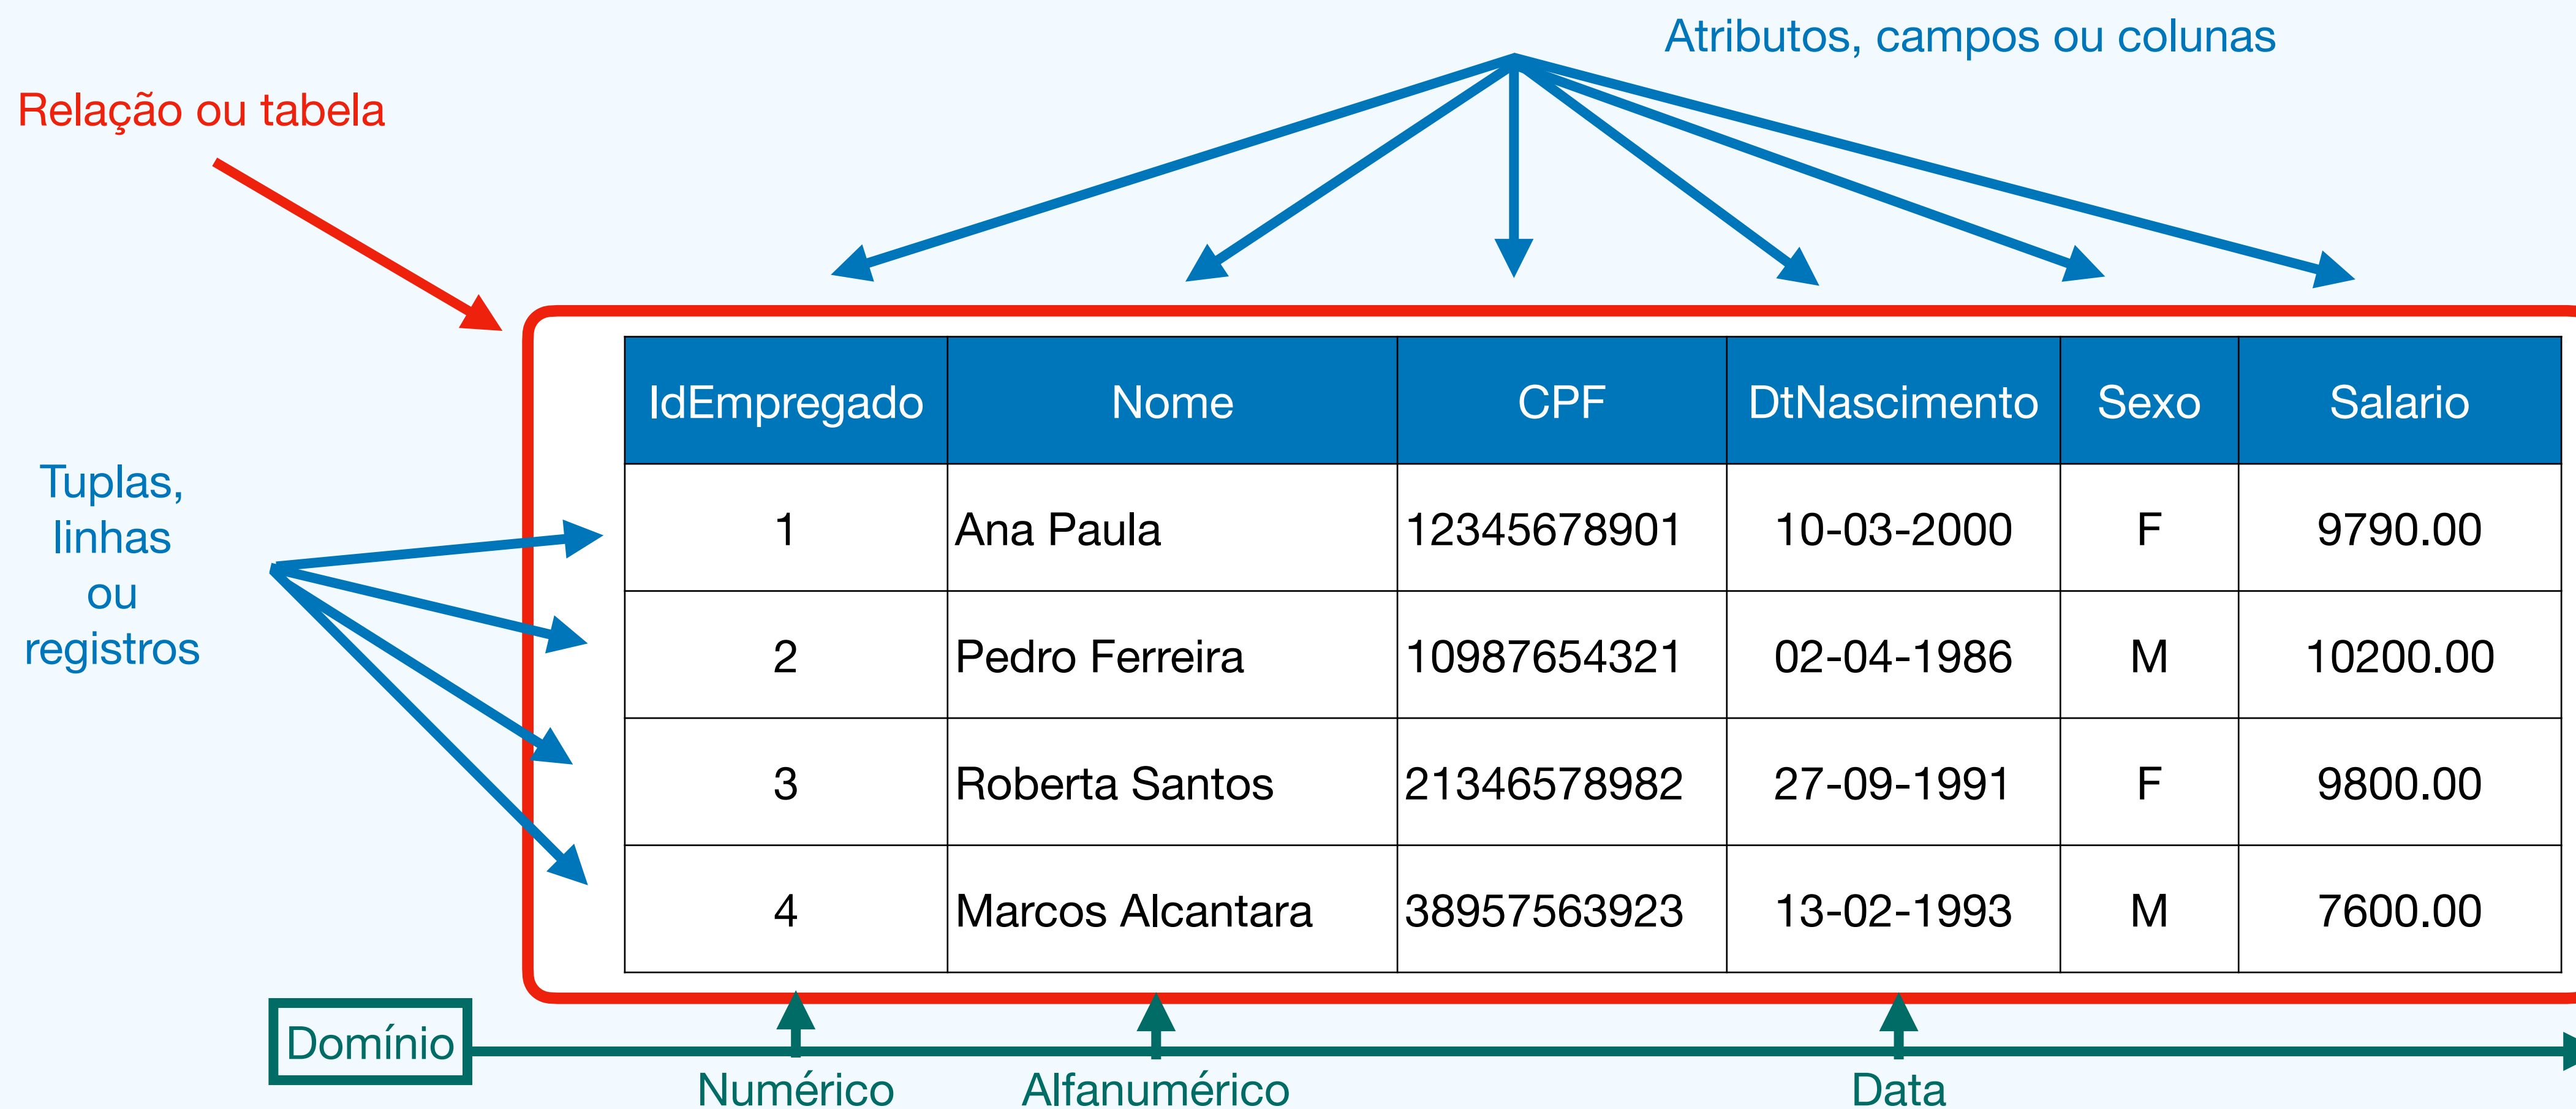 Atributos, campos ou colunas
Relação ou tabela
Tuplas,
linhas
ou
registros
IdEmpregado Nome CPF DtNascimento Sexo Salario
1 Ana Paula 12345678901 10-03-2000 F 9790.00
2 Pedro Ferreira 10987654321 02-04-1986 M 10200.00
3 Roberta Santos 21346578982 27-09-1991 F 9800.00
4 Marcos Alcantara 38957563923 13-02-1993 M 7600.00
Domínio
Numérico Alfanumérico Data